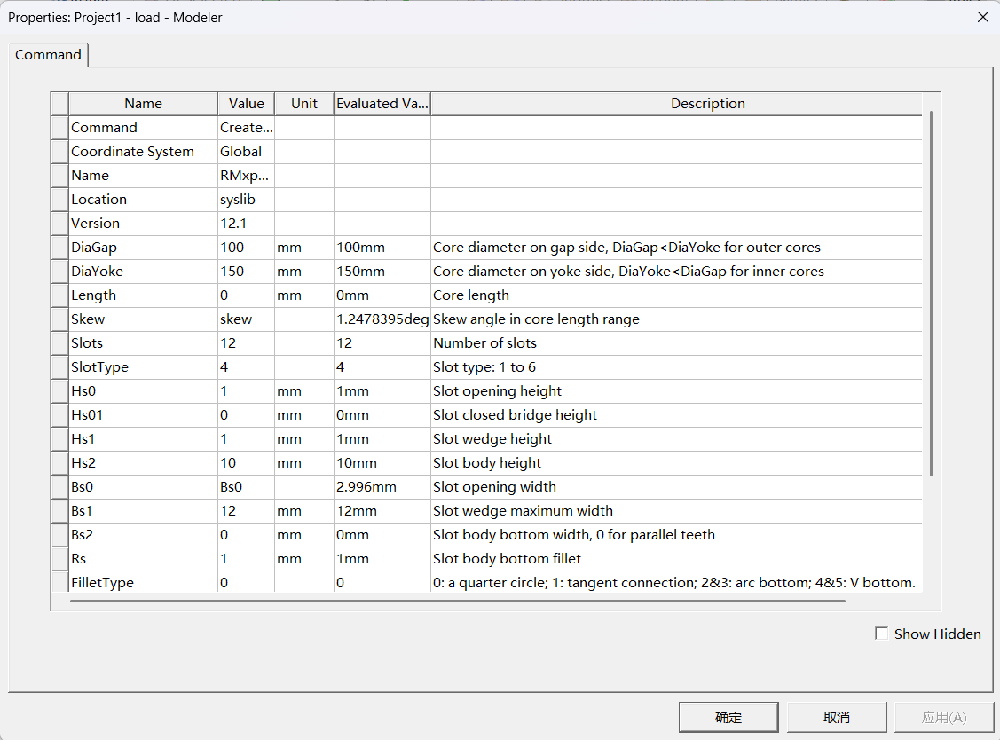 Properties: Project1 - load - Modeler
Command
Name Value Unit Evaluated Va... Description
Command Create...
Coordinate System Global
Name RMxp...
Location syslib
Version 12.1
DiaGap 100 mm 100mm Core diameter on gap side, DiaGap<DiaYoke for outer cores
DiaYoke 150 mm 150mm Core diameter on yoke side, DiaYoke<DiaGap for inner cores
Length 0 mm 0mm Core length
Skew skew 1.2478395deg Skew angle in core length range
Slots 12 12 Number of slots
SlotType 4 4 Slot type: 1 to 6
Hs0 1 mm 1mm Slot opening height
Hs01 0 mm 0mm Slot closed bridge height
Hs1 1 mm 1mm Slot wedge height
Hs2 10 mm 10mm Slot body height
Bs0 Bs0 2.996mm Slot opening width
Bs1 12 mm 12mm Slot wedge maximum width
Bs2 0 mm 0mm Slot body bottom width, 0 for parallel teeth
Rs 1 mm 1mm Slot body bottom fillet
FilletType 0 0 0: a quarter circle; 1: tangent connection; 2&3: arc bottom; 4&5: V bottom.
Show Hidden
确定 取消 应用(A)